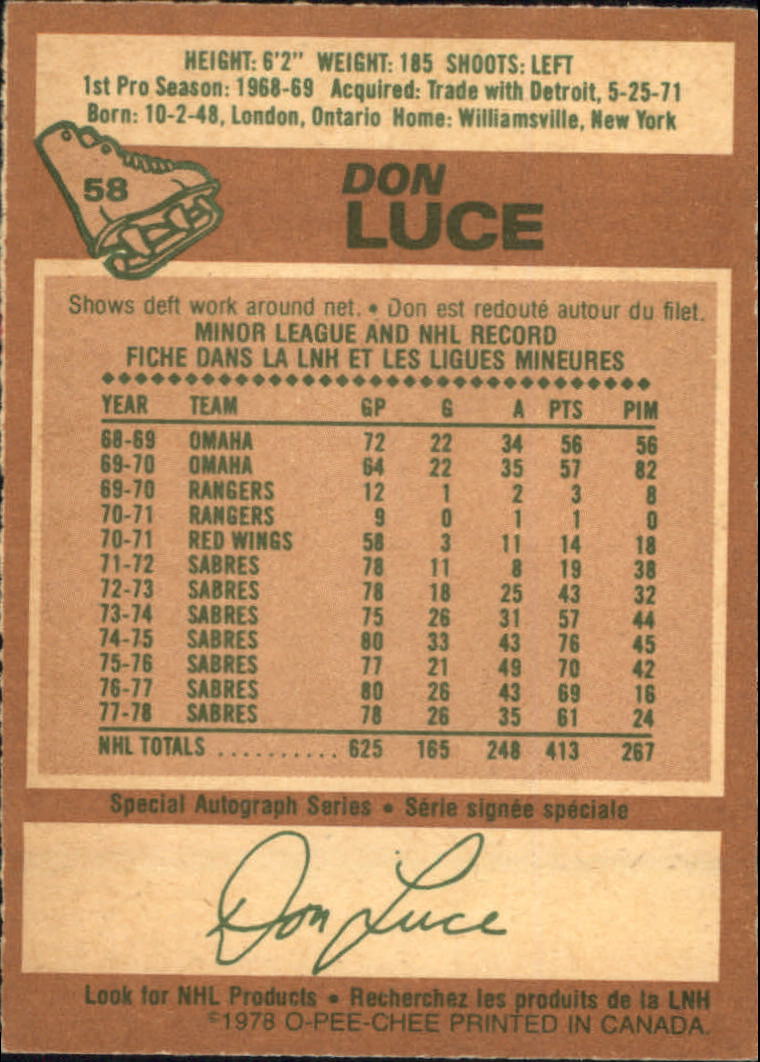 HEIGHT: 6'2" WEIGHT: 185 SHOOTS: LEFT
1st Pro Season: 1968-69 Acquired: Trade with Detroit, 5-25-71
Born: 10-2-48, London, Ontario Home: Williamsville, New York
58
DON
LUCE
Shows deft work around net. • Don est redouté autour du filet.
MINOR LEAGUE AND NHL RECORD
FICHE DANS LA LNH ET LES LIGUES MINEURES
YEAR TEAM GP G A PTS PIM
68-69 OMAHA 72 22 34 56 56
69-70 OMAHA 64 22 35 57 82
69-70 RANGERS 12 1 2 3 8
70-71 RANGERS 9 0 1 1 0
70-71 RED WINGS 58 3 11 14 18
71-72 SABRES 78 11 8 19 38
72-73 SABRES 78 18 25 43 32
73-74 SABRES 75 26 31 57 44
74-75 SABRES 80 33 43 76 45
75-76 SABRES 77 21 49 70 42
76-77 SABRES 80 26 43 69 16
77-78 SABRES 78 26 35 61 24
NHL TOTALS .......... 625 165 248 413 267
Special Autograph Series • Série signée spéciale
Don Luce
Look for NHL Products • Recherchez les produits de la LNH
©1978 O-PEE-CHEE PRINTED IN CANADA.